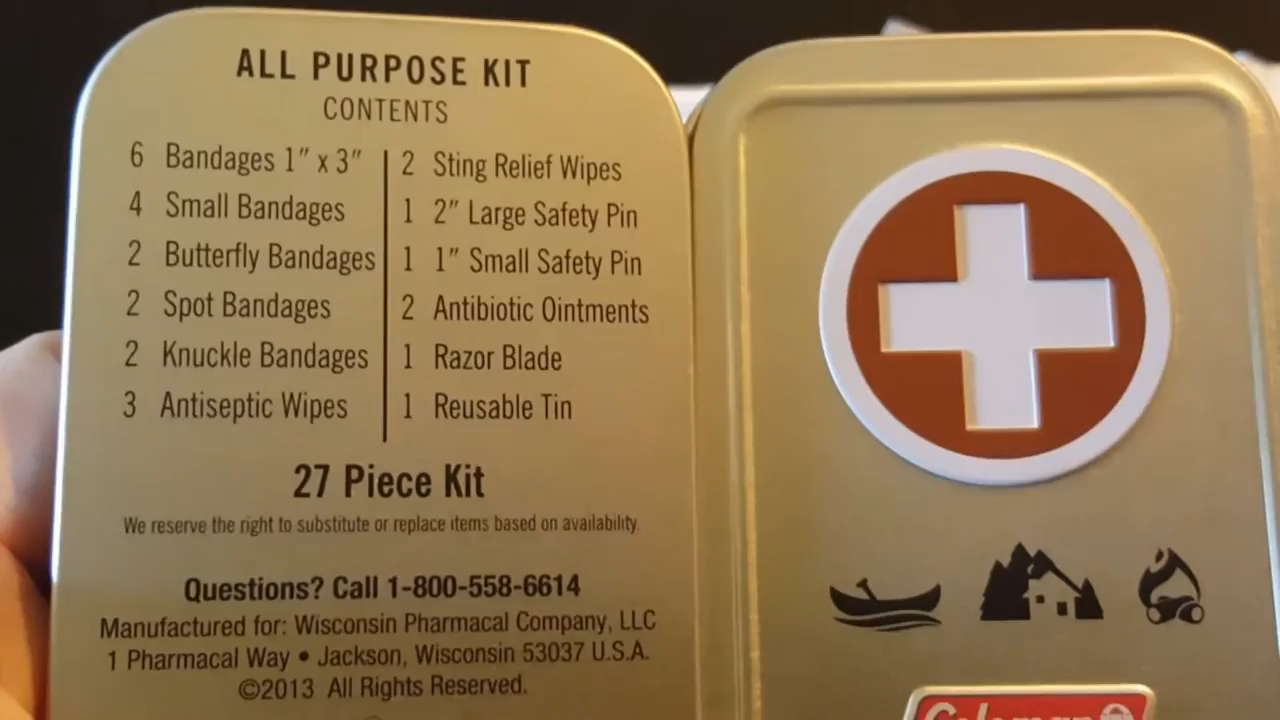 ALL PURPOSE KIT
CONTENTS
6 Bandages 1" x 3"
4 Small Bandages
2 Butterfly Bandages
2 Spot Bandages
2 Knuckle Bandages
3 Antiseptic Wipes
2 Sting Relief Wipes
1 2" Large Safety Pin
1 1" Small Safety Pin
2 Antibiotic Ointments
1 Razor Blade
1 Reusable Tin
27 Piece Kit
We reserve the right to substitute or replace items based on availability.
Questions? Call 1-800-558-6614
Manufactured for: Wisconsin Pharmacal Company, LLC
1 Pharmacal Way • Jackson, Wisconsin 53037 U.S.A.
©2013 All Rights Reserved.
Coleman